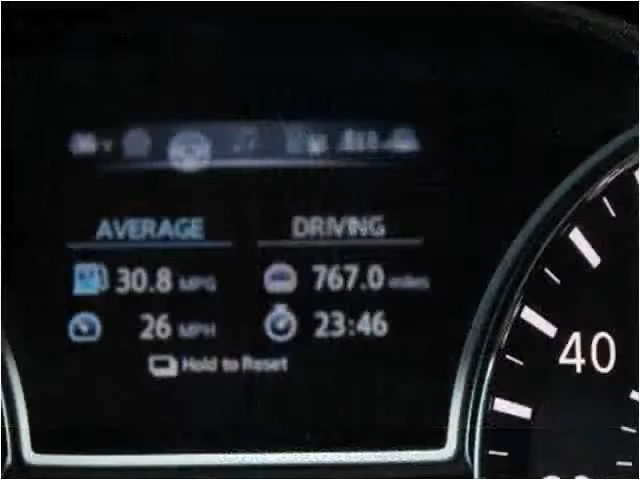 AVERAGE DRIVING
30.8 MPG 767.0 miles
26 MPH 23:46
Hold to Reset
40